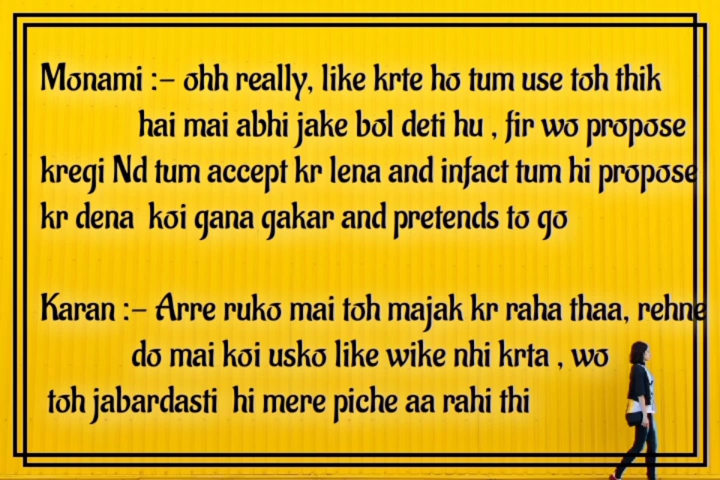 Monami :- ohh really, like krte ho tum use toh thik
hai mai abhi jake bol deti hu , fir wo propose
kregi Nd tum accept kr lena and infact tum hi propose
kr dena koi gana gakar and pretends to go
Karan :- Arre ruko mai toh majak kr raha thaa, rehne
do mai koi usko like wike nhi krta , wo
toh jabardasti hi mere piche aa rahi thi